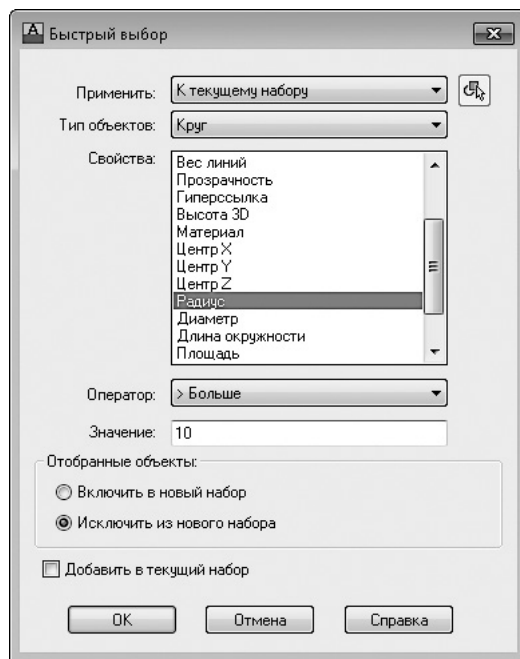 Быстрый выбор
Применить: К текущему набору
Тип объектов: Круг
Свойства: Вес линий
Прозрачность
Гиперссылка
Высота 3D
Материал
Центр X
Центр Y
Центр Z
Радиус
Диаметр
Длина окружности
Площадь
Оператор: > Больше
Значение: 10
Отобранные объекты:
Включить в новый набор
Исключить из нового набора
Добавить в текущий набор
ОК Отмена Справка